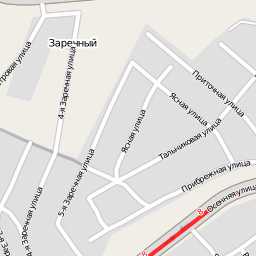 Заречный
4-я Заречная улица
Приточная улица
Ясная улица
Ясная улица
Тальниковая улица
Прибрежная улица
5-я Заречная улица
Осенняя улица